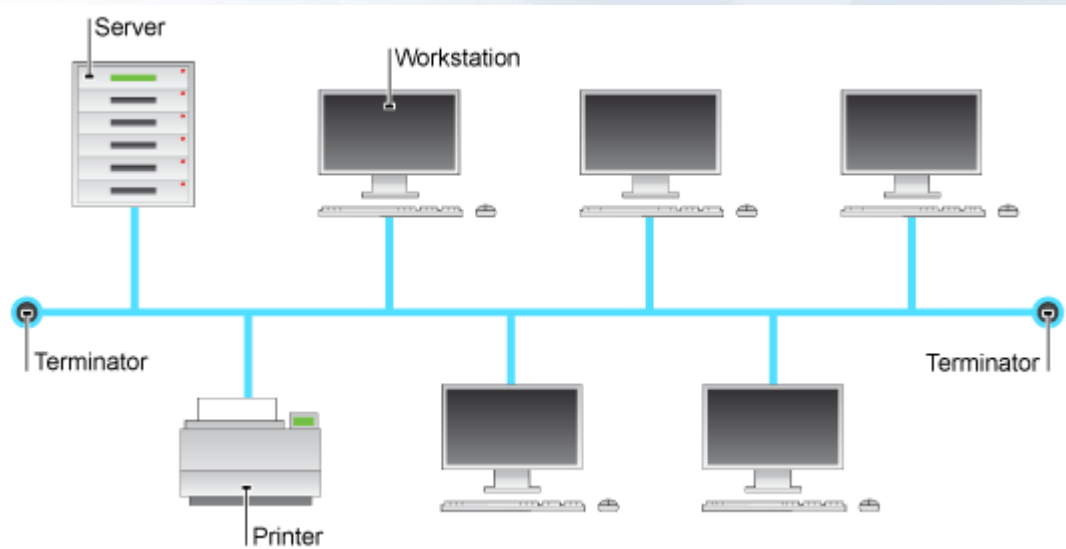 Server
Workstation
Terminator
Terminator
Printer